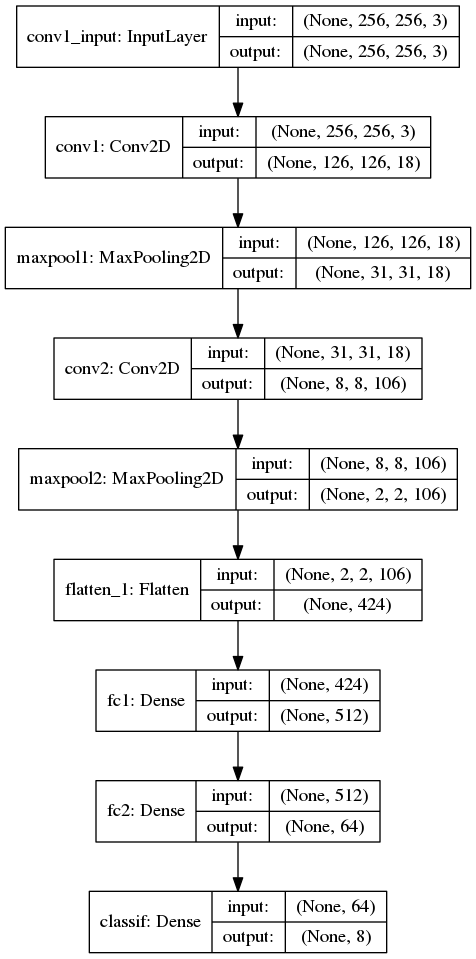 conv1_input: InputLayer
input: (None, 256, 256, 3)
output: (None, 256, 256, 3)
conv1: Conv2D
input: (None, 256, 256, 3)
output: (None, 126, 126, 18)
maxpool1: MaxPooling2D
input: (None, 126, 126, 18)
output: (None, 31, 31, 18)
conv2: Conv2D
input: (None, 31, 31, 18)
output: (None, 8, 8, 106)
maxpool2: MaxPooling2D
input: (None, 8, 8, 106)
output: (None, 2, 2, 106)
flatten_1: Flatten
input: (None, 2, 2, 106)
output: (None, 424)
fc1: Dense
input: (None, 424)
output: (None, 512)
fc2: Dense
input: (None, 512)
output: (None, 64)
classif: Dense
input: (None, 64)
output: (None, 8)